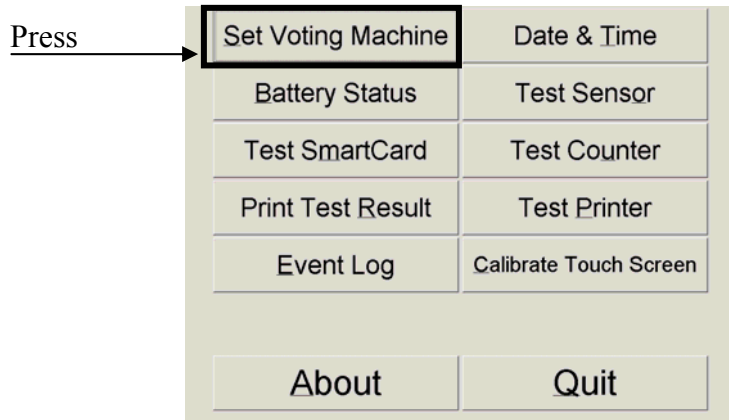 Press
Set Voting Machine Date & Time
Battery Status Test Sensor
Test SmartCard Test Counter
Print Test Result Test Printer
Event Log Calibrate Touch Screen
About Quit